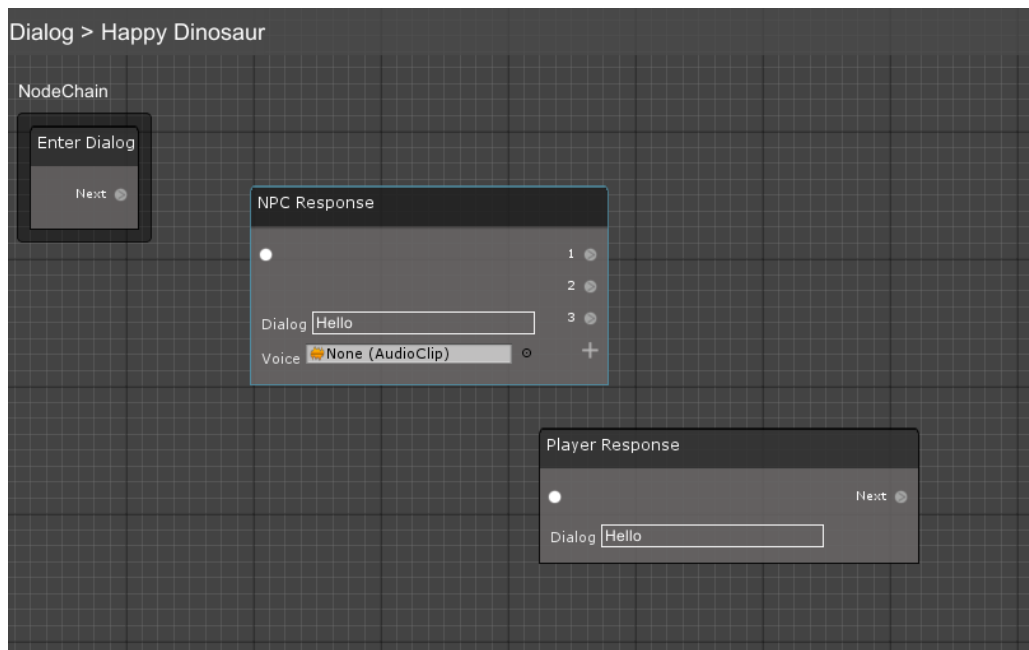 Dialog > Happy Dinosaur
NodeChain
Enter Dialog
Next
NPC Response
1
2
3
Dialog Hello
Voice None (AudioClip)
Player Response
Next
Dialog Hello